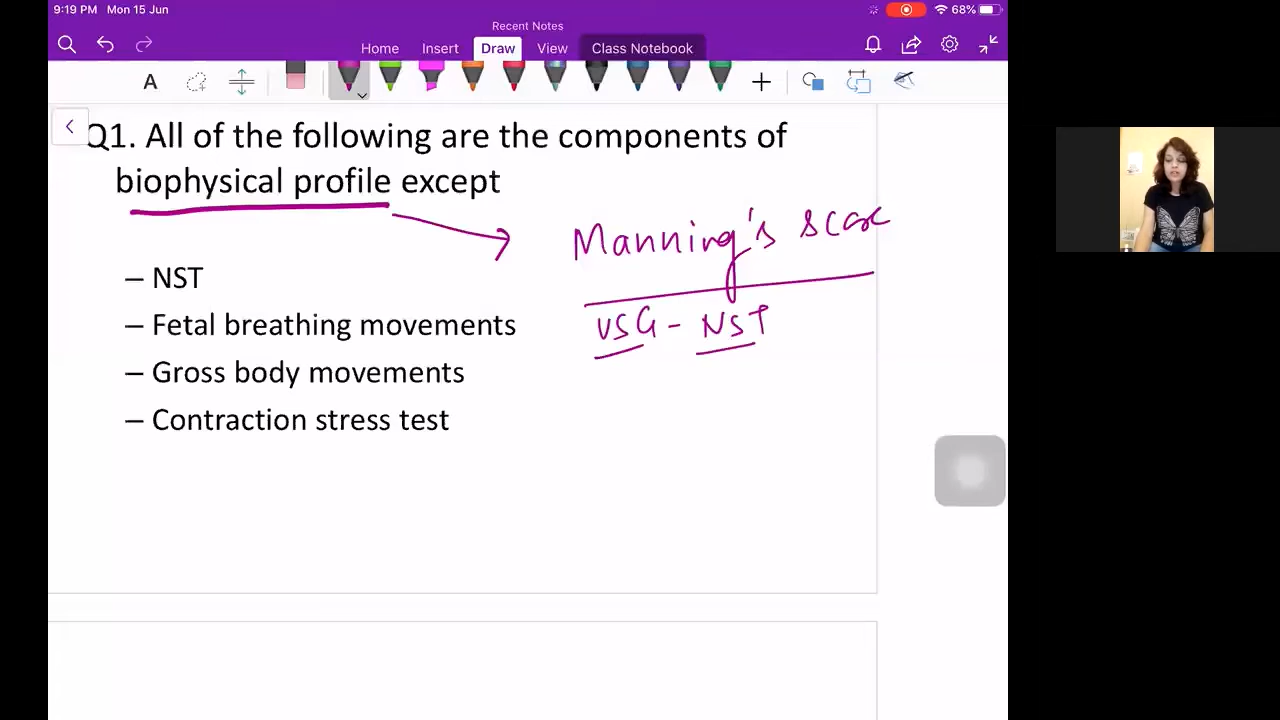 9:19 PM Mon 15 Jun
68%
Recent Notes
Home Insert Draw View Class Notebook
A
Q1. All of the following are the components of
biophysical profile except
Manning's score
– NST
USG - NST
– Fetal breathing movements
– Gross body movements
– Contraction stress test